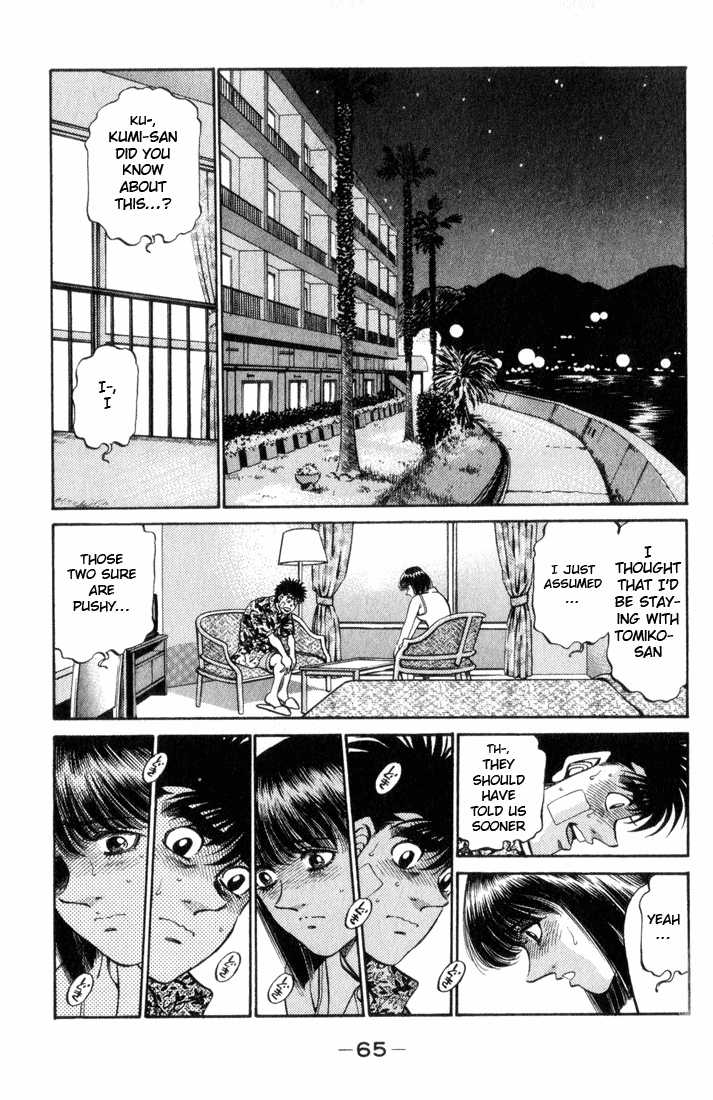 KU-,
KUMI-SAN
DID YOU
KNOW
ABOUT
THIS...?
I-,
I
I
THOUGHT
THAT I'D
BE STAY-
ING WITH
TOMIKO-
SAN
I JUST
ASSUMED
...
THOSE
TWO SURE
ARE
PUSHY...
TH-,
THEY
SHOULD
HAVE
TOLD US
SOONER
YEAH
...
—65—